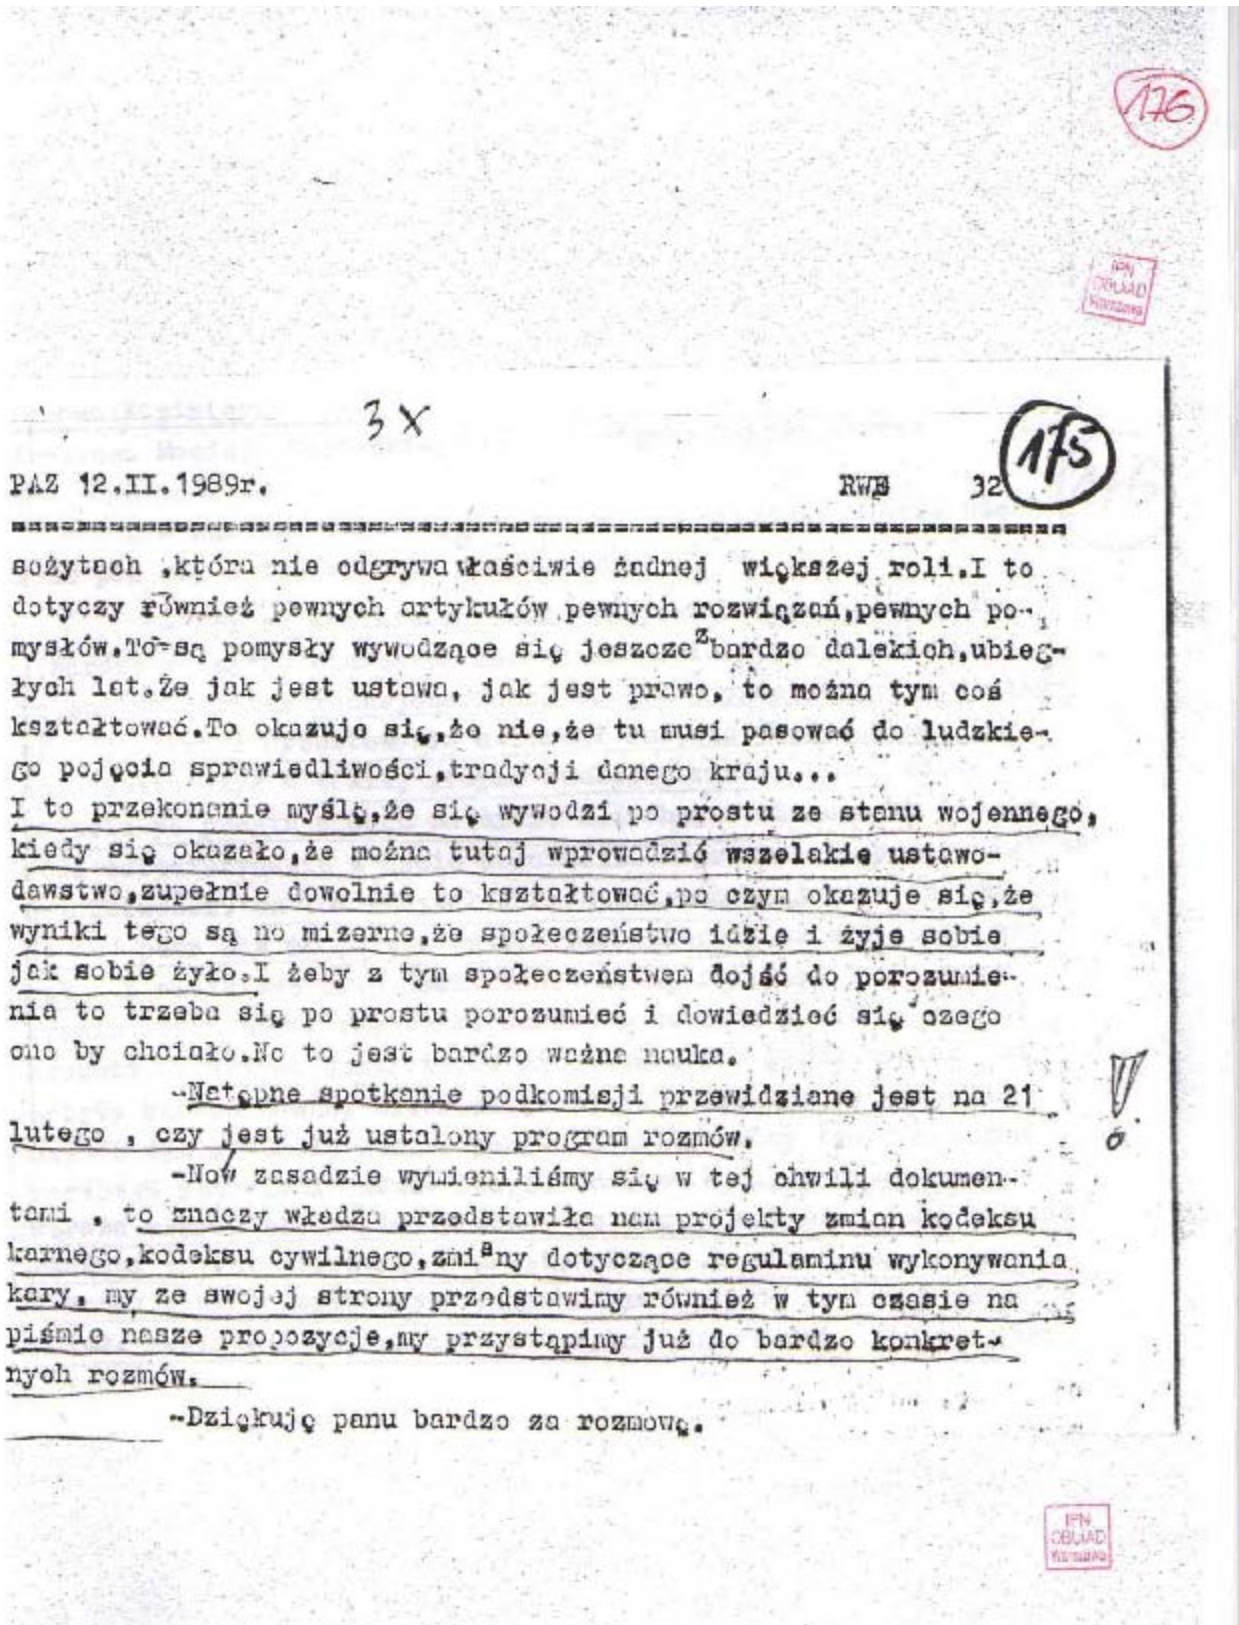 176
IPN
OBUiAD
Warszawa
3 X
175
PAZ 12.II.1989r. RWE 32
sożytach ,która nie odgrywa właściwie żadnej większej roli.I to
dotyczy również pewnych artykułów,pewnych rozwiązań,pewnych po-
mysłów.To są pomysły wywodzące się jeszcze z bardzo dalekich,ubieg-
łych lat.Że jak jest ustawa, jak jest prawo, to można tym coś
kształtować.To okazuje się,że nie,że tu musi pasować do ludzkie-
go pojęcia sprawiedliwości,tradycji danego kraju...
I to przekonanie myślę,że się wywodzi po prostu ze stanu wojennego,
kiedy się okazało,że można tutaj wprowadzić wszelakie ustawo-
dawstwo,zupełnie dowolnie to kształtować,po czym okazuje się,że
wyniki tego są no mizerne,że społeczeństwo idzie i żyje sobie
jak sobie żyło.I żeby z tym społeczeństwem dojść do porozumie-
nia to trzeba się po prostu porozumieć i dowiedzieć się czego
ono by chciało.No to jest bardzo ważna nauka.
-Natępne spotkanie podkomisji przewidziane jest na 21 !
lutego , czy jest już ustalony program rozmów.
-No w zasadzie wymieniliśmy się w tej chwili dokumen-
tami , to znaczy władza przedstawiła nam projekty zmian kodeksu
karnego,kodeksu cywilnego,zmiany dotyczące regulaminu wykonywania
kary, my ze swojej strony przedstawimy również w tym czasie na
piśmie nasze propozycje,my przystąpimy już do bardzo konkret-
nych rozmów.
-Dziękuję panu bardzo za rozmowę.
IPN
OBUiAD
Warszawa